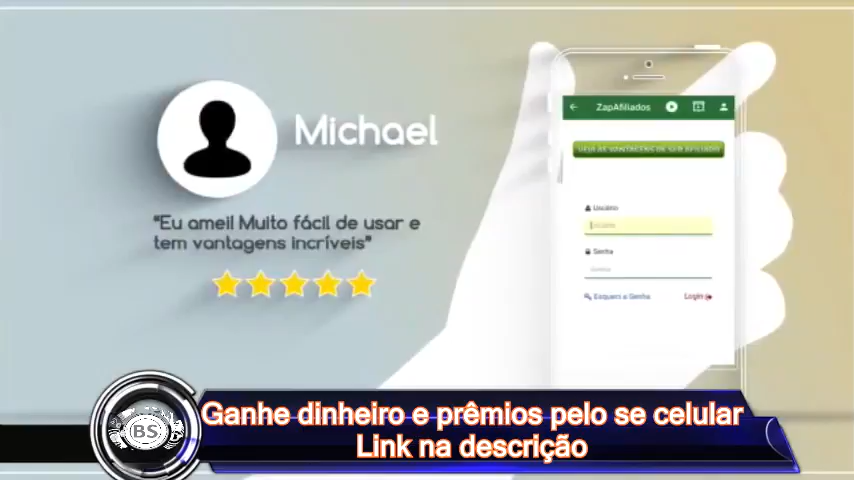 Michael
ZapAfiliados
"Eu amei! Muito fácil de usar e
tem vantagens incríveis"
Usuário
Senha
Esqueci a Senha
Login
BS
Ganhe dinheiro e prêmios pelo se celular
Link na descrição